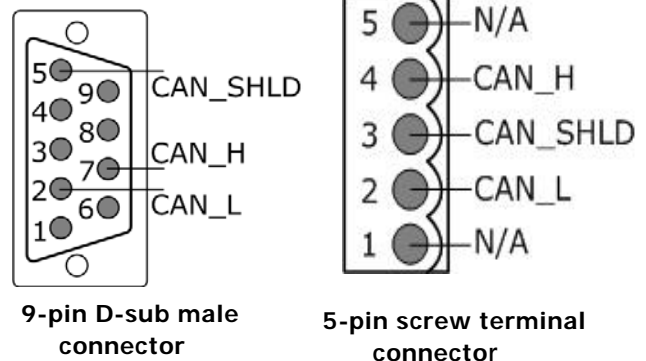 5
9
CAN_SHLD
4
8
3
7
CAN_H
2
6
CAN_L
1
9-pin D-sub male
connector
5 N/A
4 CAN_H
3 CAN_SHLD
2 CAN_L
1 N/A
5-pin screw terminal
connector